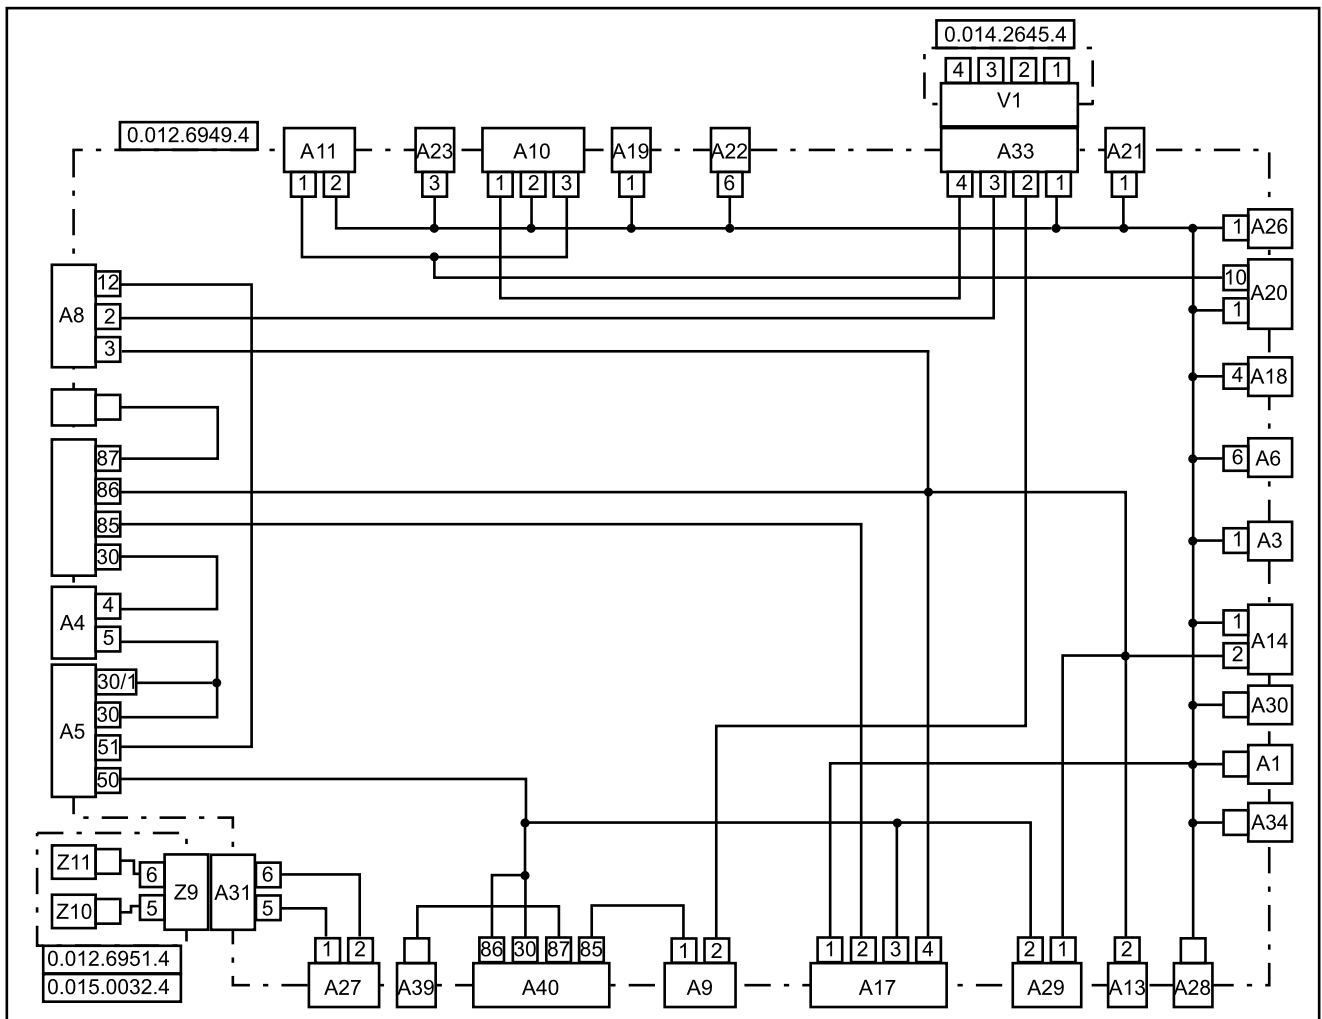 0.014.2645.4
4 3 2 1
V1
0.012.6949.4
A11 A23 A10 A19 A22 A33 A21
1 2 3 1 2 3 1 6 4 3 2 1 1
1 A26
12 10
A8 A20
2 1
3
4 A18
87 6 A6
86
85 1 A3
30
4 1
A4 A14
5 2
30/1
30 A30
A5
51 A1
50
A34
Z11 6 6
Z9 A31
Z10 5 5
1 2 86 30 87 85 1 2 1 2 3 4 2 1 2
0.012.6951.4
0.015.0032.4
A27 A39 A40 A9 A17 A29 A13 A28